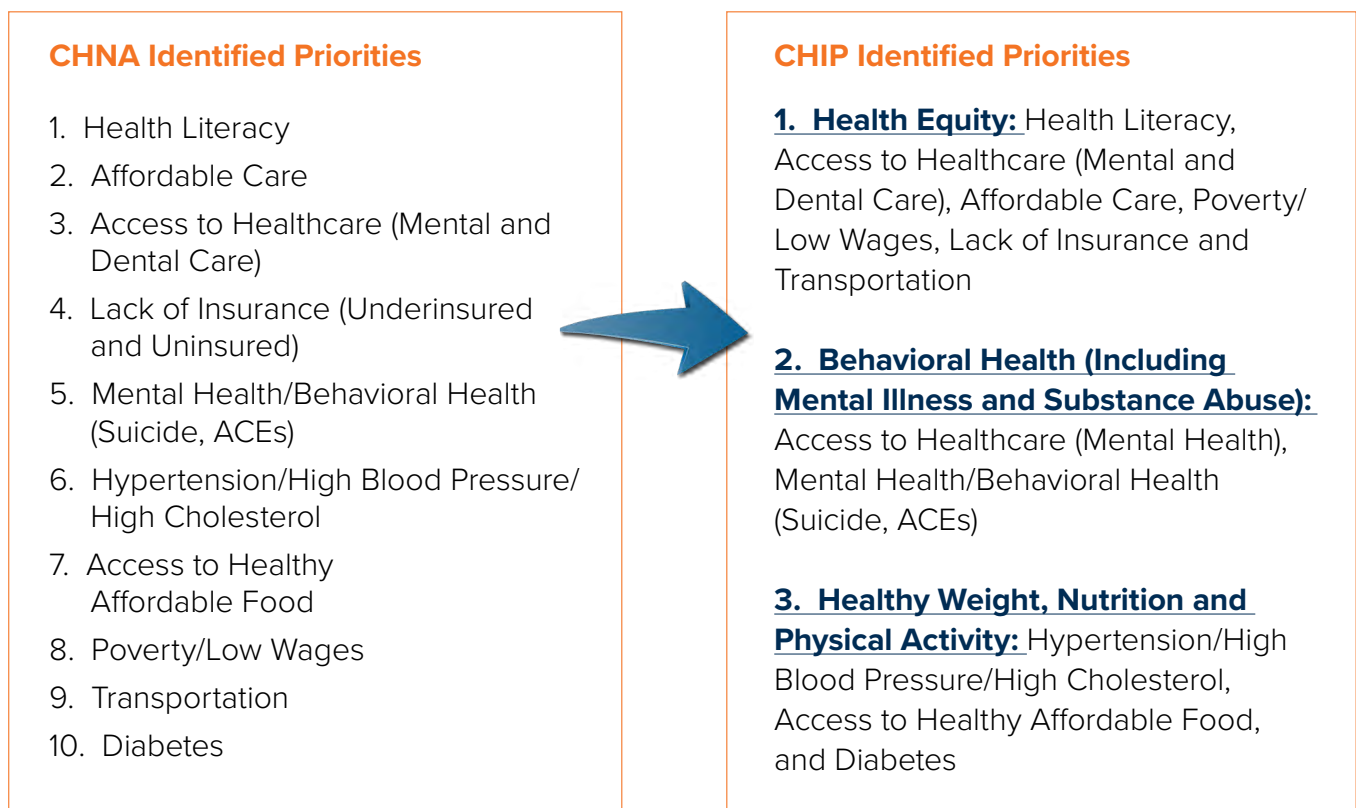 CHNA Identified Priorities
1. Health Literacy
2. Affordable Care
3. Access to Healthcare (Mental and
Dental Care)
4. Lack of Insurance (Underinsured
and Uninsured)
5. Mental Health/Behavioral Health
(Suicide, ACEs)
6. Hypertension/High Blood Pressure/
High Cholesterol
7. Access to Healthy
Affordable Food
8. Poverty/Low Wages
9. Transportation
10. Diabetes
CHIP Identified Priorities
1. Health Equity: Health Literacy,
Access to Healthcare (Mental and
Dental Care), Affordable Care, Poverty/
Low Wages, Lack of Insurance and
Transportation
2. Behavioral Health (Including
Mental Illness and Substance Abuse):
Access to Healthcare (Mental Health),
Mental Health/Behavioral Health
(Suicide, ACEs)
3. Healthy Weight, Nutrition and
Physical Activity: Hypertension/High
Blood Pressure/High Cholesterol,
Access to Healthy Affordable Food,
and Diabetes